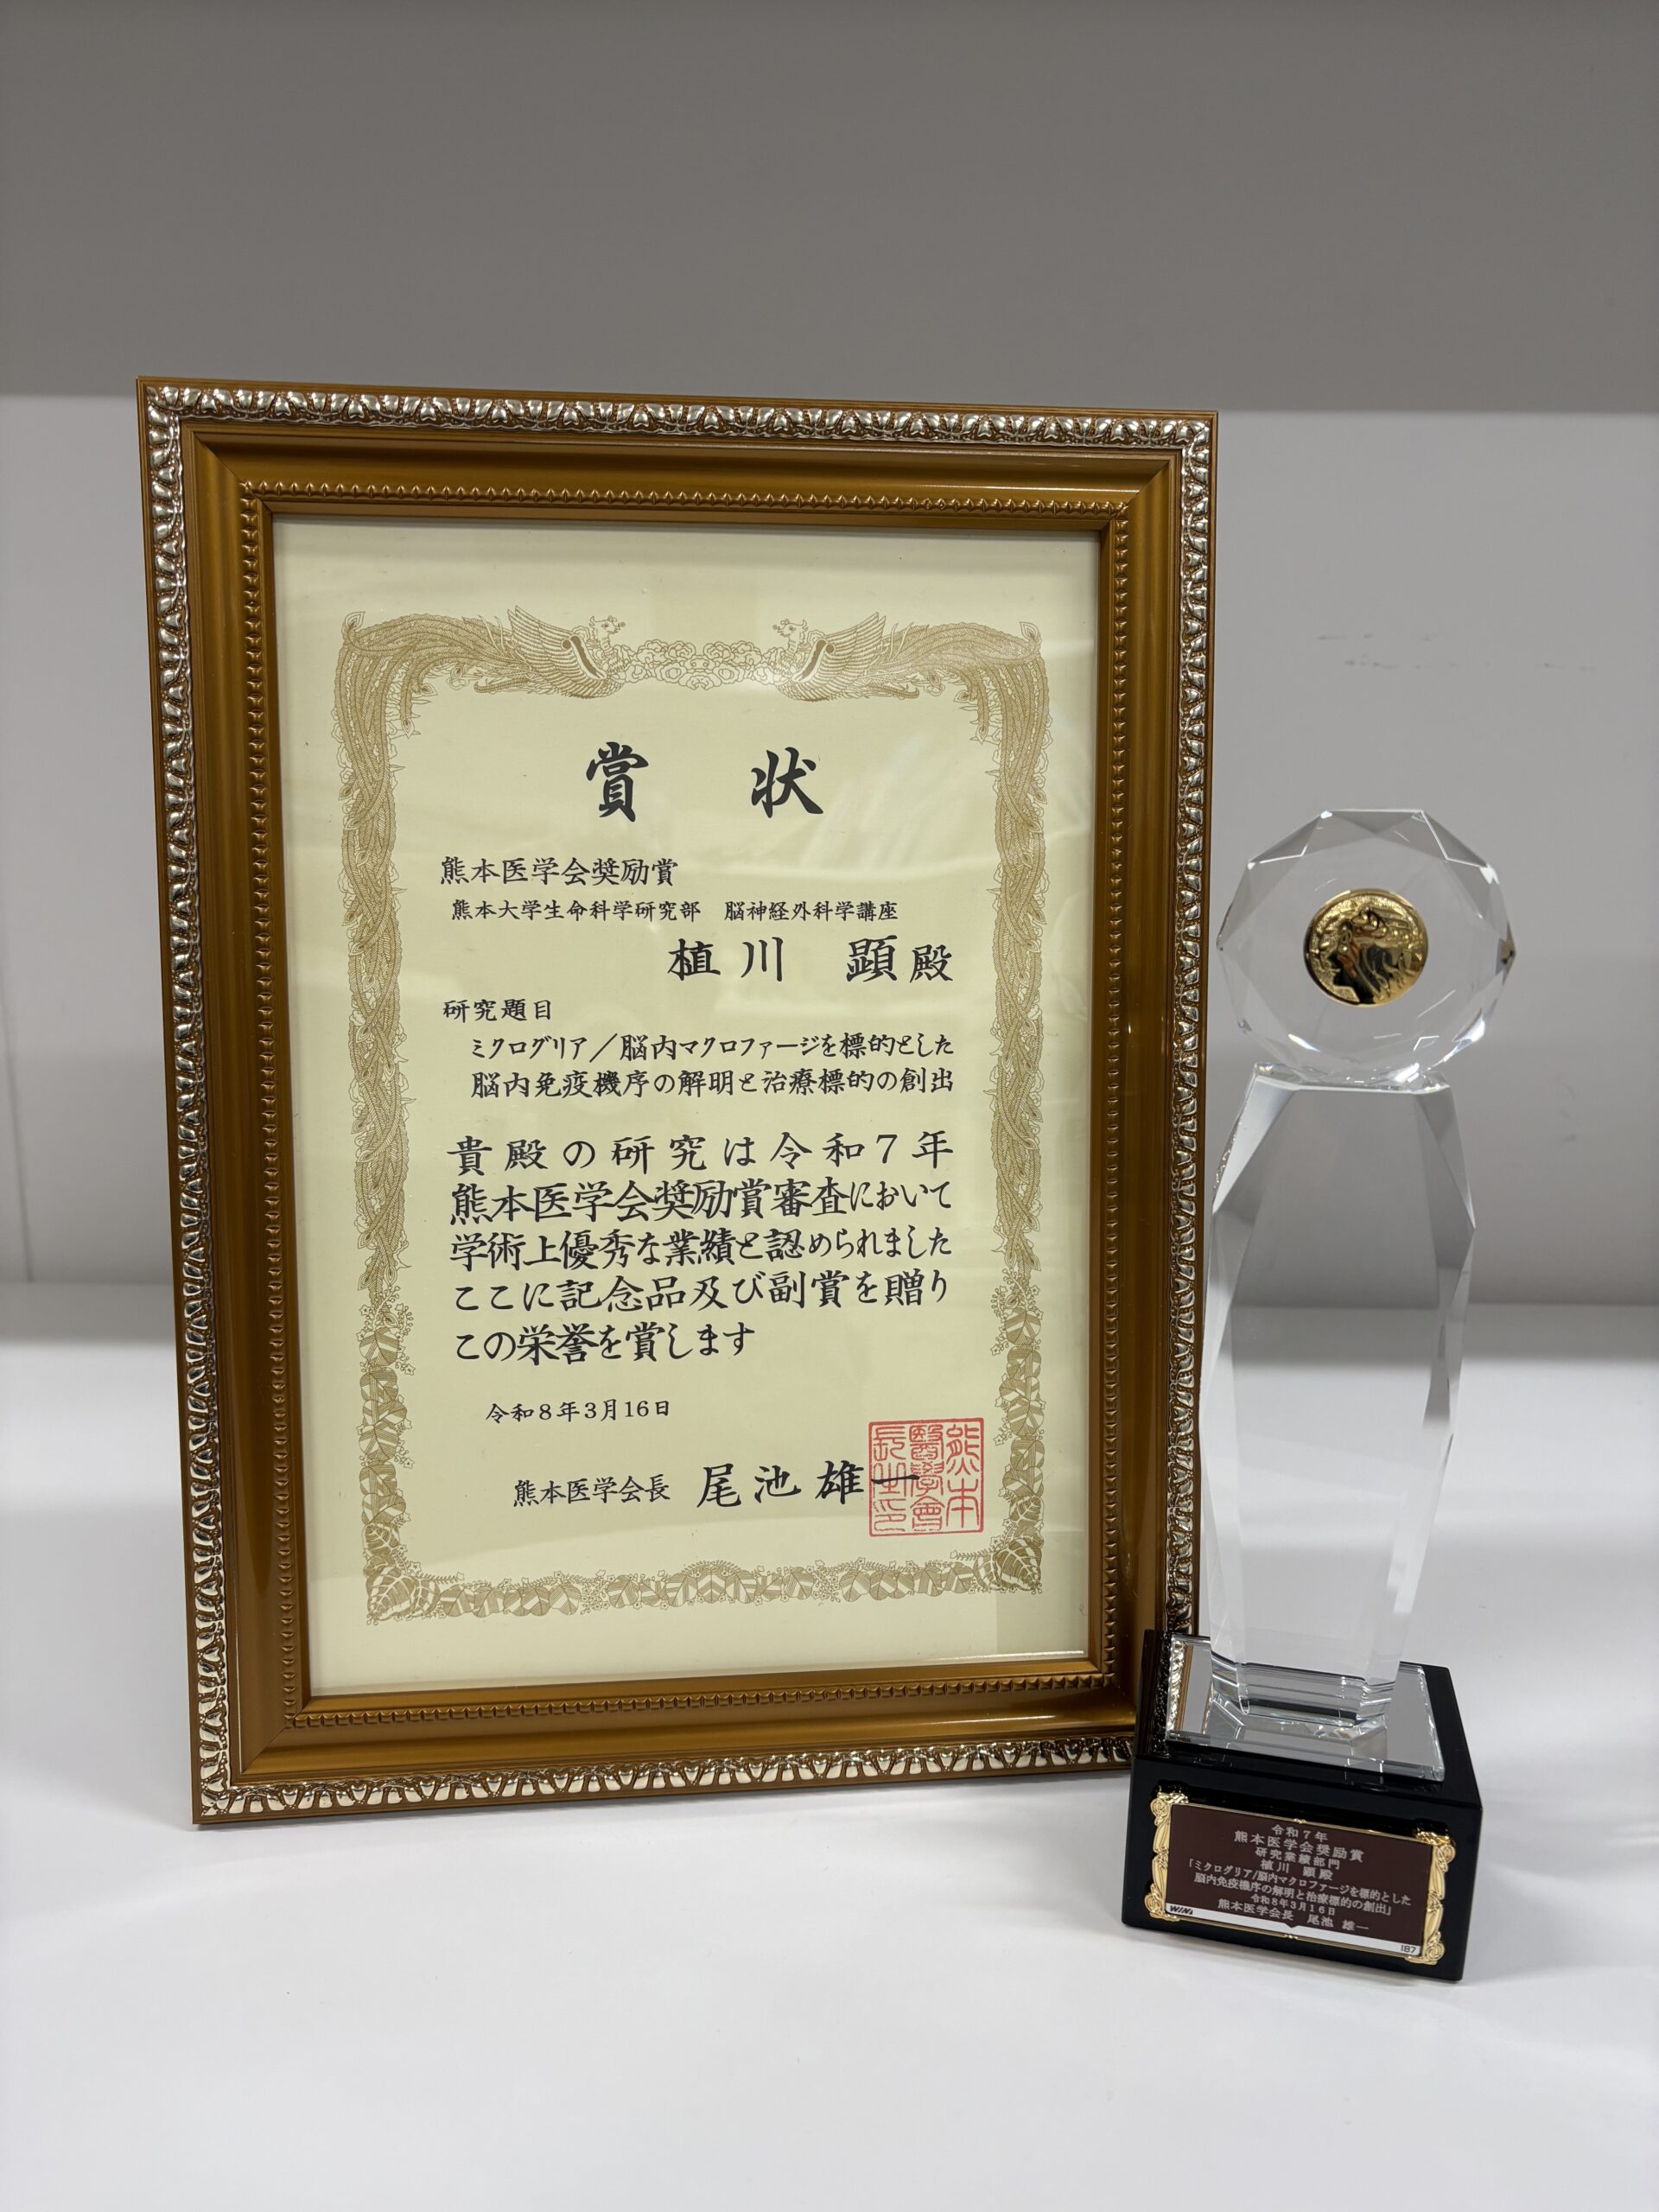 賞 状
熊本医学会奨励賞
熊本大学生命科学研究部 脳神経外科学講座
植川 顕 殿
研究題目
ミクログリア／脳内マクロファージを標的とした
脳内免疫機序の解明と治療標的の創出
貴殿の研究は令和7年
熊本医学会奨励賞審査において
学術上優秀な業績と認められました
ここに記念品及び副賞を贈り
この栄誉を賞します
令和8年3月16日
熊本医学会長 尾池 雄一
熊本
醫學會
長之印
令和7年
熊本医学会奨励賞
研究業績部門
植川 顕殿
「ミクログリア/脳内マクロファージを標的とした
脳内免疫機序の解明と治療標的の創出」
令和8年3月16日
熊本医学会長 尾池 雄一
WING
187